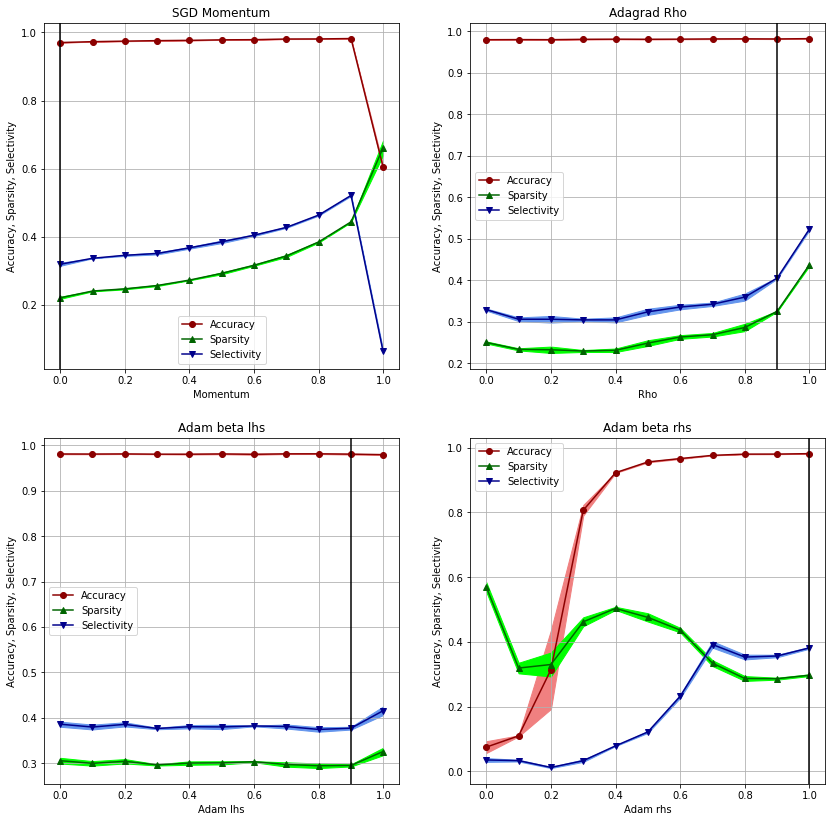 SGD Momentum
Accuracy, Sparsity, Selectivity
1.0
0.8
0.6
0.4
0.2
Accuracy
Sparsity
Selectivity
0.0 0.2 0.4 0.6 0.8 1.0
Momentum
Adagrad Rho
Accuracy, Sparsity, Selectivity
1.0
0.9
0.8
0.7
0.6
0.5
0.4
0.3
0.2
Accuracy
Sparsity
Selectivity
0.0 0.2 0.4 0.6 0.8 1.0
Rho
Adam beta lhs
Accuracy, Sparsity, Selectivity
1.0
0.9
0.8
0.7
0.6
0.5
0.4
0.3
Accuracy
Sparsity
Selectivity
0.0 0.2 0.4 0.6 0.8 1.0
Adam lhs
Adam beta rhs
Accuracy, Sparsity, Selectivity
1.0
0.8
0.6
0.4
0.2
0.0
Accuracy
Sparsity
Selectivity
0.0 0.2 0.4 0.6 0.8 1.0
Adam rhs